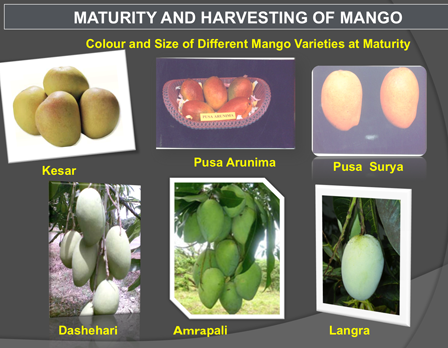 MATURITY AND HARVESTING OF MANGO
Colour and Size of Different Mango Varieties at Maturity
PUSA ARUNIMA
Kesar
Pusa Arunima
Pusa Surya
Dashehari
Amrapali
Langra